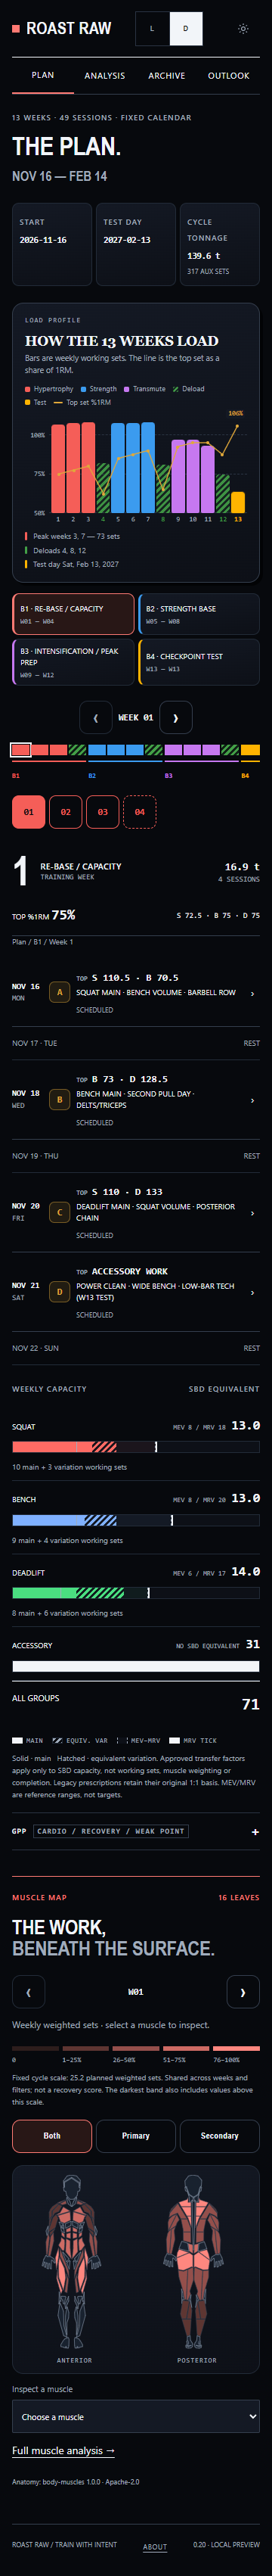 ROAST RAW
L
D
PLAN
ANALYSIS
ARCHIVE
OUTLOOK
13 WEEKS · 49 SESSIONS · FIXED CALENDAR
THE PLAN.
NOV 16 — FEB 14
START
2026-11-16
TEST DAY
2027-02-13
CYCLE
TONNAGE
139.6 t
317 AUX SETS
LOAD PROFILE
HOW THE 13 WEEKS LOAD
Bars are weekly working sets. The line is the top set as a
share of 1RM.
Hypertrophy
Strength
Transmute
Deload
Test
Top set %1RM
106%
100%
75%
50%
1 2 3 4 5 6 7 8 9 10 11 12 13
Peak weeks 3, 7 — 73 sets
Deloads 4, 8, 12
Test day Sat, Feb 13, 2027
B1 · RE-BASE / CAPACITY
W01 — W04
B2 · STRENGTH BASE
W05 — W08
B3 · INTENSIFICATION / PEAK
PREP
W09 — W12
B4 · CHECKPOINT TEST
W13 — W13
‹
WEEK 01
›
B1
B2
B3
B4
01
02
03
04
1
RE-BASE / CAPACITY
TRAINING WEEK
16.9 t
4 SESSIONS
TOP %1RM 75%
S 72.5 · B 75 · D 75
Plan / B1 / Week 1
NOV 16
MON
A
TOP S 110.5 · B 70.5
SQUAT MAIN · BENCH VOLUME · BARBELL ROW
SCHEDULED
›
NOV 17 · TUE
REST
NOV 18
WED
B
TOP B 73 · D 128.5
BENCH MAIN · SECOND PULL DAY ·
DELTS/TRICEPS
SCHEDULED
›
NOV 19 · THU
REST
NOV 20
FRI
C
TOP S 110 · D 133
DEADLIFT MAIN · SQUAT VOLUME · POSTERIOR
CHAIN
SCHEDULED
›
NOV 21
SAT
D
TOP ACCESSORY WORK
POWER CLEAN · WIDE BENCH · LOW-BAR TECH
(W13 TEST)
SCHEDULED
›
NOV 22 · SUN
REST
WEEKLY CAPACITY
SBD EQUIVALENT
SQUAT
MEV 8 / MRV 18 13.0
10 main + 3 variation working sets
BENCH
MEV 8 / MRV 20 13.0
9 main + 4 variation working sets
DEADLIFT
MEV 6 / MRV 17 14.0
8 main + 6 variation working sets
ACCESSORY
NO SBD EQUIVALENT 31
ALL GROUPS
71
MAIN
EQUIV. VAR
MEV–MRV
MRV TICK
Solid · main Hatched · equivalent variation. Approved transfer factors
apply only to SBD capacity, not working sets, muscle weighting or
completion. Legacy prescriptions retain their original 1:1 basis. MEV/MRV
are reference ranges, not targets.
GPP
CARDIO / RECOVERY / WEAK POINT
+
MUSCLE MAP
16 LEAVES
THE WORK,
BENEATH THE SURFACE.
‹
W01
›
Weekly weighted sets · select a muscle to inspect.
0
1–25%
26–50%
51–75%
76–100%
Fixed cycle scale: 25.2 planned weighted sets. Shared across weeks and
filters; not a recovery score. The darkest band also includes values above
this scale.
Both
Primary
Secondary
ANTERIOR
POSTERIOR
Inspect a muscle
Choose a muscle
Full muscle analysis →
Anatomy: body-muscles 1.0.0 · Apache-2.0
ROAST RAW / TRAIN WITH INTENT
ABOUT
0.20 · LOCAL PREVIEW